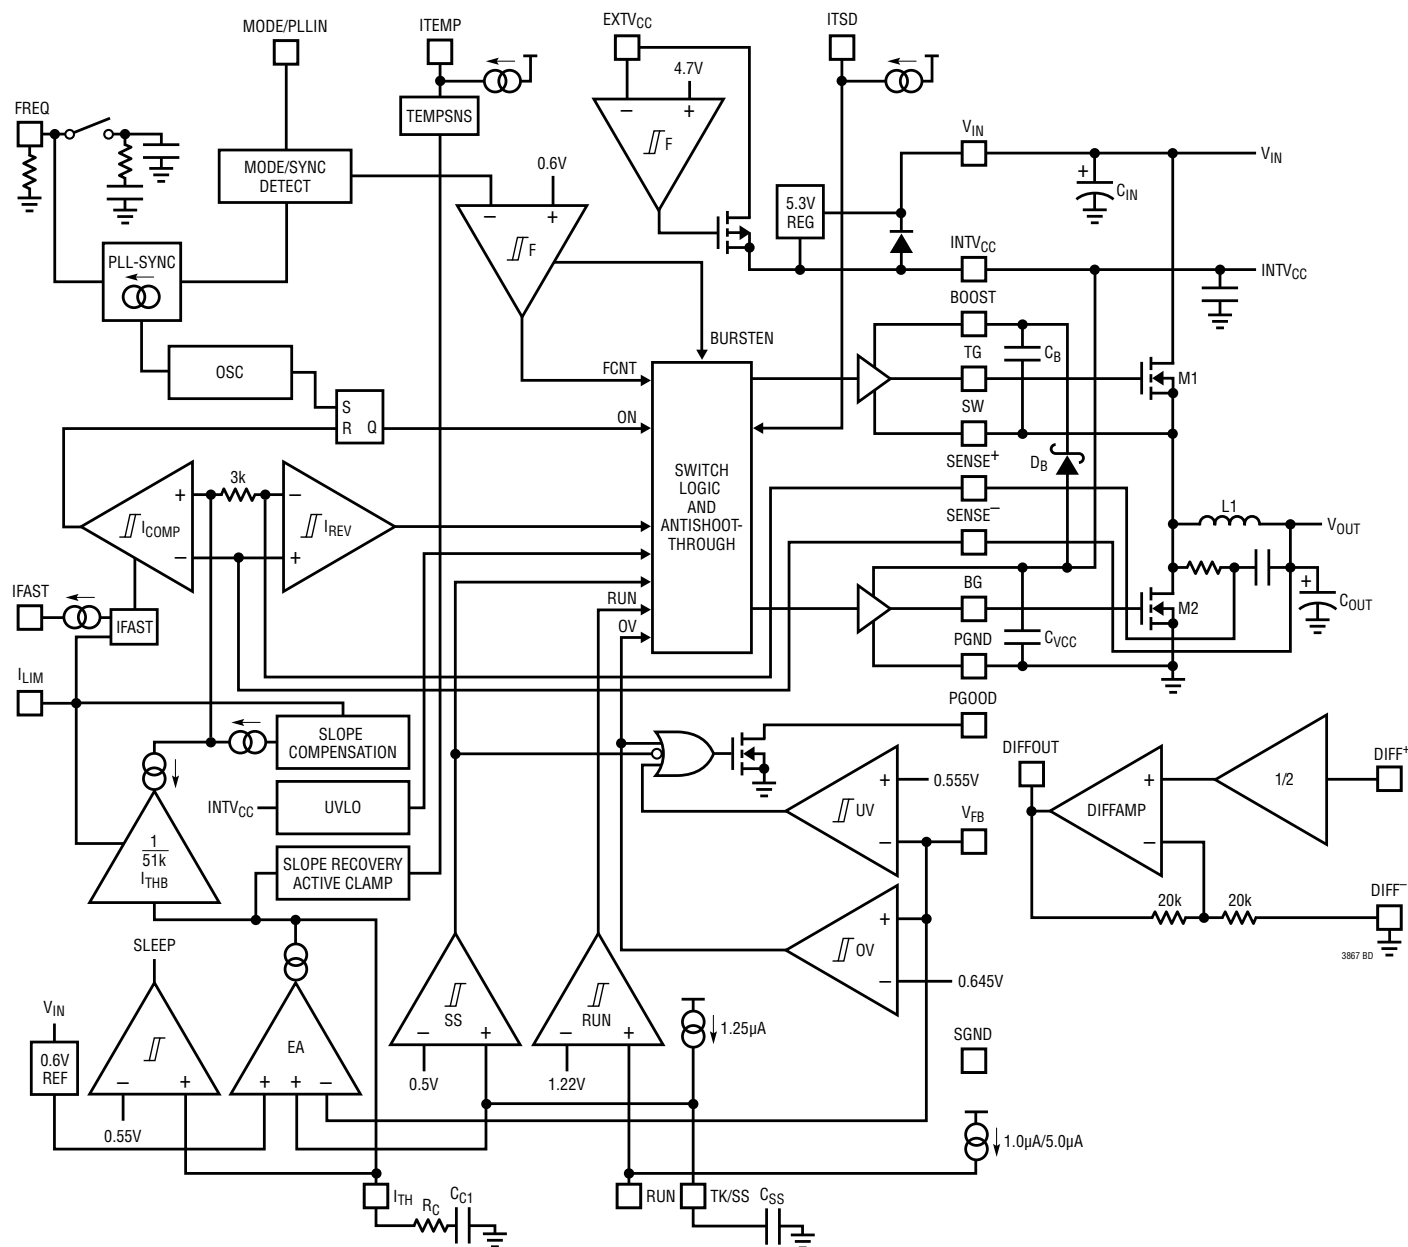 MODE/PLLIN
ITEMP
EXTVCC
ITSD
FREQ
4.7V
TEMPSNS
–
+
F
VIN
VIN
MODE/SYNC
DETECT
0.6V
–
+
F
5.3V
REG
+
CIN
INTVCC
INTVCC
PLL-SYNC
BOOST
BURSTEN
TG
CB
OSC
FCNT
M1
S
R Q
ON
SW
SENSE+
DB
3k
+
–
ICOMP
–
IREV
+
SWITCH
LOGIC
AND
ANTISHOOT-
THROUGH
SENSE–
L1
VOUT
IFAST
IFAST
RUN
OV
BG
M2
+
COUT
PGND
CVCC
ILIM
PGOOD
SLOPE
COMPENSATION
DIFFOUT
DIFF+
INTVCC
UVLO
+
0.555V
UV
–
VFB
+
DIFFAMP
–
1/2
1
51k
ITHB
SLOPE RECOVERY
ACTIVE CLAMP
20k
20k
DIFF–
+
OV
–
0.645V
3867 BD
SLEEP
VIN
0.6V
REF
–
+
EA
+
+
–
SS
–
+
RUN
–
+
1.25µA
SGND
0.5V
1.22V
0.55V
1.0µA/5.0µA
ITH
RC
CC1
RUN
TK/SS
CSS